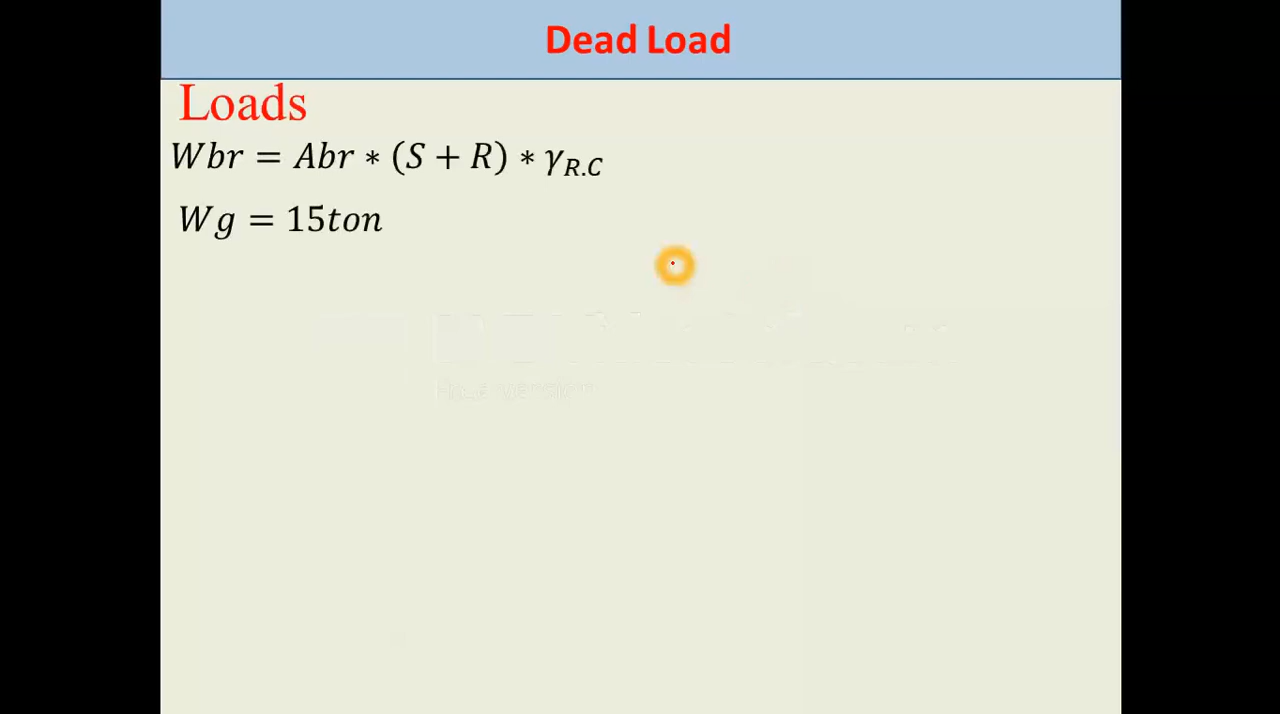 Dead Load
Loads
Wbr = Abr ∗ (S + R) ∗ γR.C
Wg = 15ton